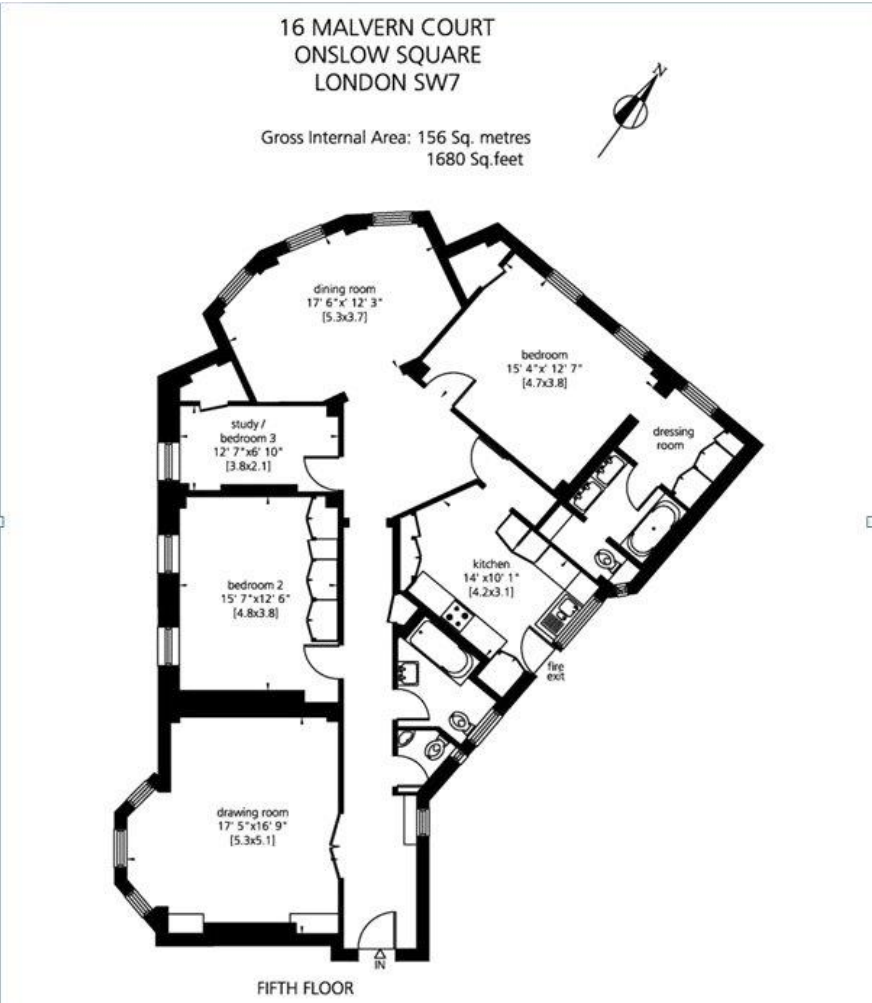 16 MALVERN COURT
ONSLOW SQUARE
LONDON SW7
N
Gross Internal Area: 156 Sq. metres
1680 Sq.feet
dining room
17' 6"x' 12' 3"
[5.3x3.7]
bedroom
15' 4"x' 12' 7"
[4.7x3.8]
study /
bedroom 3
12' 7"x6' 10"
[3.8x2.1]
dressing
room
kitchen
14' x10' 1"
[4.2x3.1]
bedroom 2
15' 7"x12' 6"
[4.8x3.8]
fire
exit
drawing room
17' 5"x16' 9"
[5.3x5.1]
IN
FIFTH FLOOR